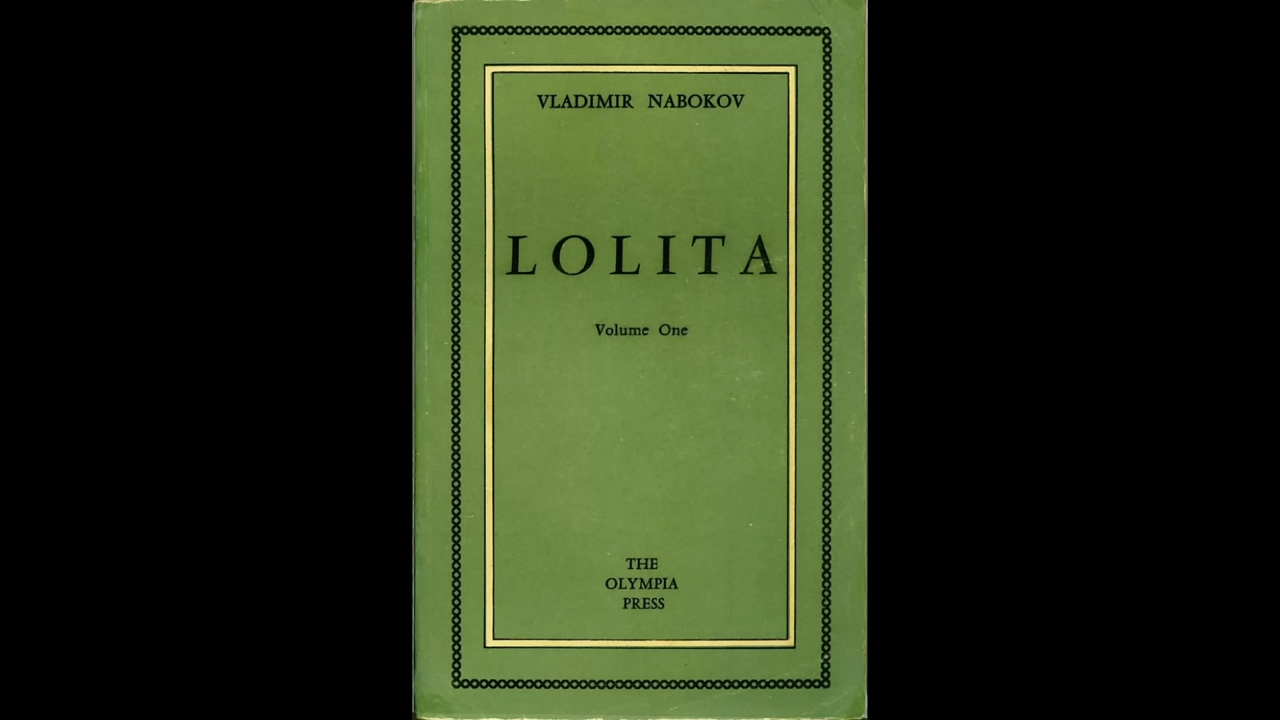 VLADIMIR NABOKOV
LOLITA
Volume One
THE
OLYMPIA
PRESS